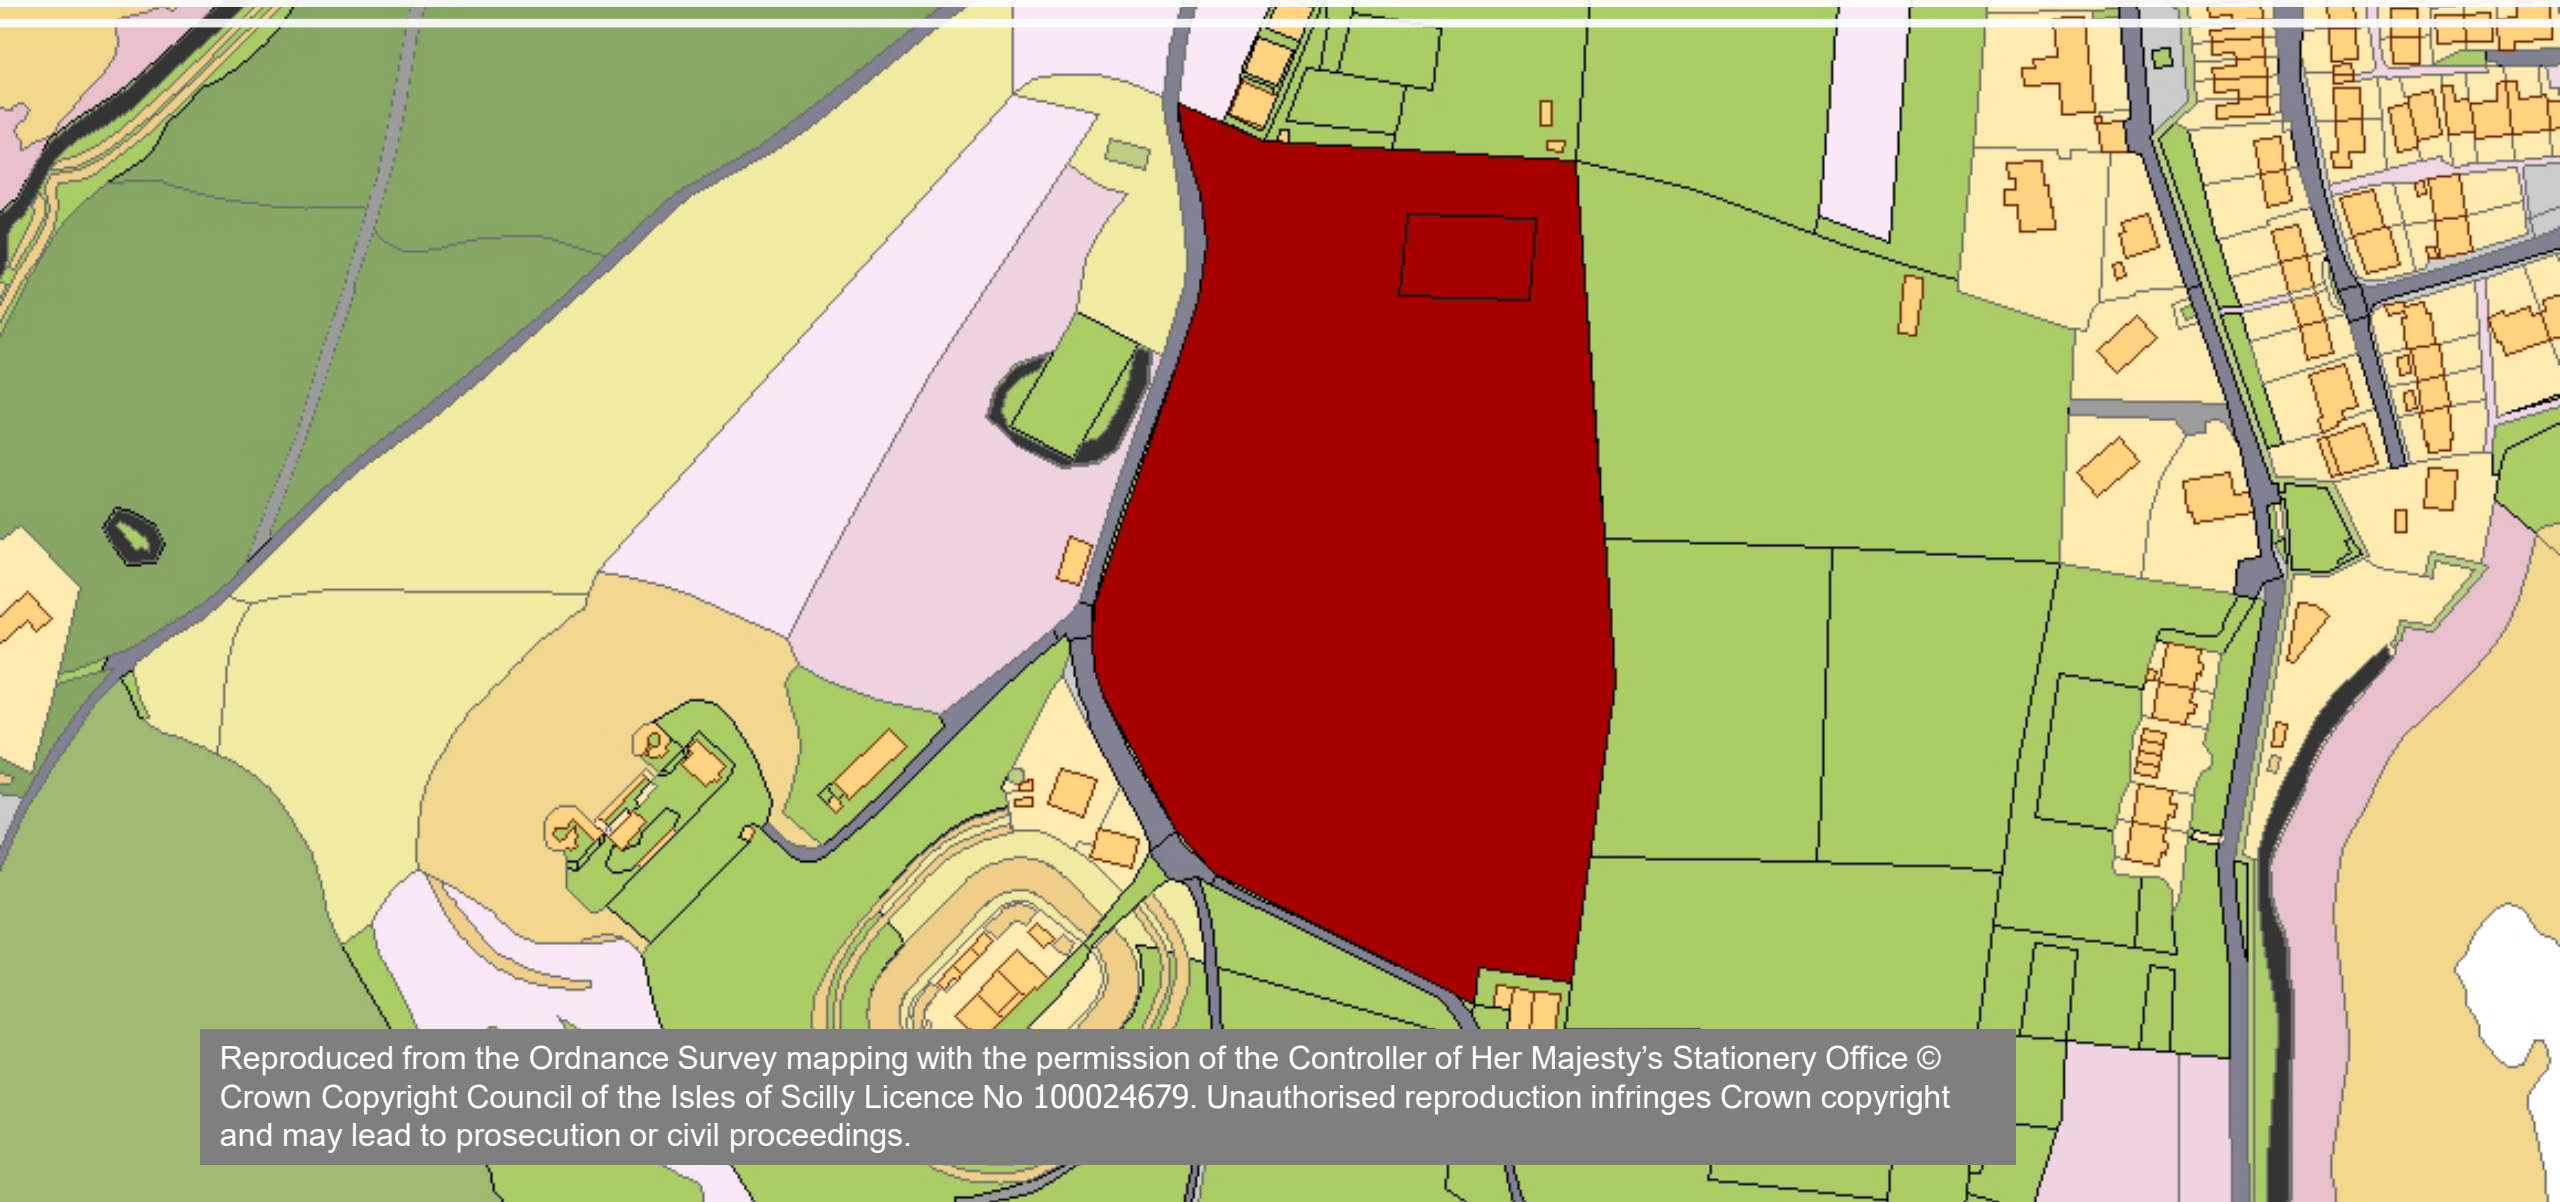 Reproduced from the Ordnance Survey mapping with the permission of the Controller of Her Majesty’s Stationery Office ©
Crown Copyright Council of the Isles of Scilly Licence No 100024679. Unauthorised reproduction infringes Crown copyright
and may lead to prosecution or civil proceedings.